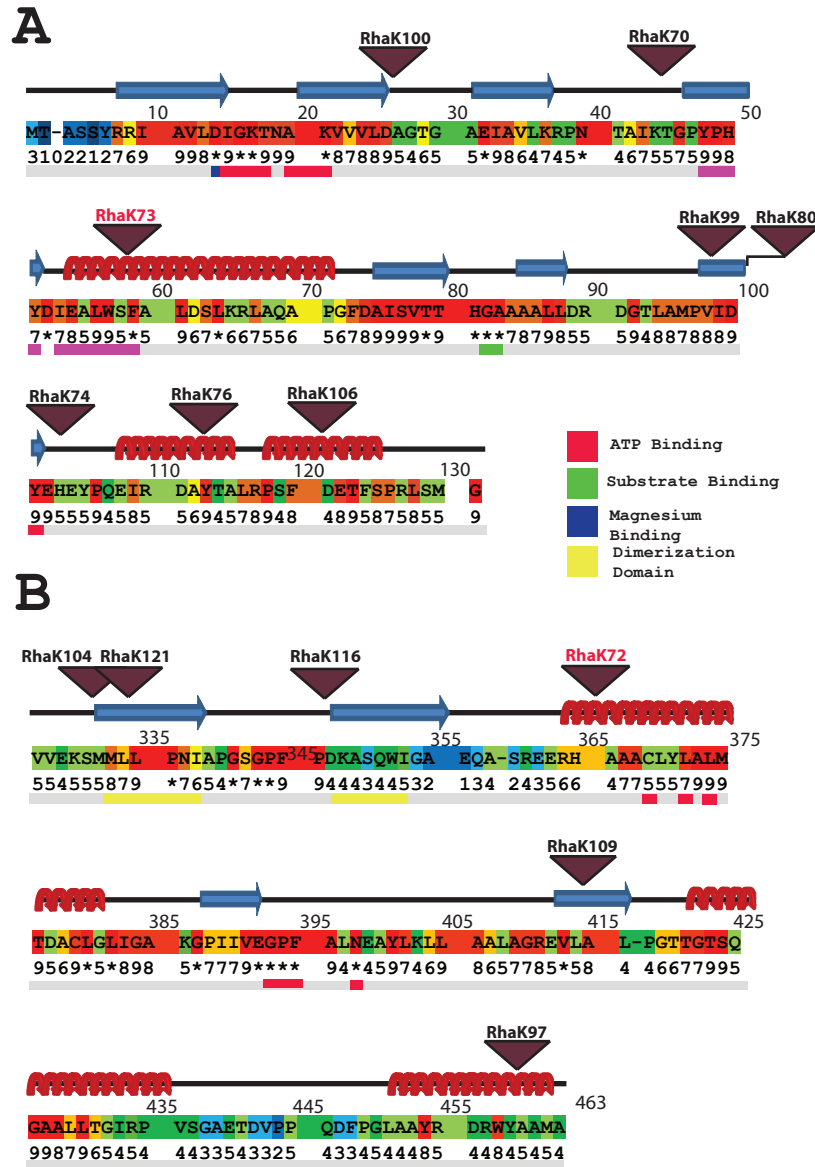 A
RhaK100 RhaK70
10 20 30 40 50
MT-ASSYRRI AVLDIGKTNA KVVVLDAGTG AEIAVLKRPN TAIKTGPYPH
3102212769 998*9**999 *878895465 5*9864745* 4675575998
RhaK73 RhaK99 RhaK80
60 70 80 90 100
YDIEALWSFA LDSLKRLAQA PGFDAISVTT HGAAAALLDR DGTLAMPVID
7*785995*5 967*667556 56789999*9 ***7879855 5948878889
RhaK74 RhaK76 RhaK106
110 120 130
YEHEYPQEIR DAYTALRPSF DETFSPRLSM G
9955594585 5694578948 4895875855 9
ATP Binding
Substrate Binding
Magnesium
Binding
Dimerization
Domain
B
RhaK104 RhaK121 RhaK116 RhaK72
335 345 355 365 375
VVEKSMMLL PNIAPGSGPF PDKASQWIGA EQA-SREERH AAACLYLALM
554555879 *7654*7**9 9444344532 134 243566 4775557999
RhaK109
385 395 405 415 425
TDACLGLIGA KGPIIVEGPF ALNEAYLKLL AALAGREVLA L-PGTTGTSQ
9569*5*898 5*7779**** 94*4597469 8657785*58 4 46677995
RhaK97
435 445 455 463
GAALLTGIRP VSGAETDVPP QDFPGLAAYR DRWYAAMA
9987965454 4433543325 4334544485 44845454